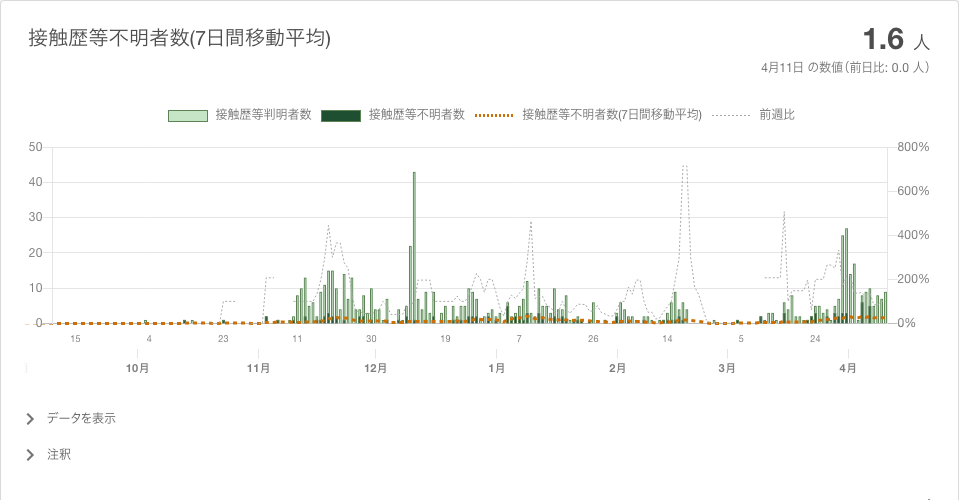 接触歴等不明者数(7日間移動平均)
1.6 人
4月11日 の数値（前日比: 0.0 人）
接触歴等判明者数 接触歴等不明者数 接触歴等不明者数(7日間移動平均) 前週比
50 800%
40 600%
30 400%
20 200%
10 0%
0
15 4 23 11 30 19 7 26 14 5 24
10月 11月 12月 1月 2月 3月 4月
データを表示
注釈